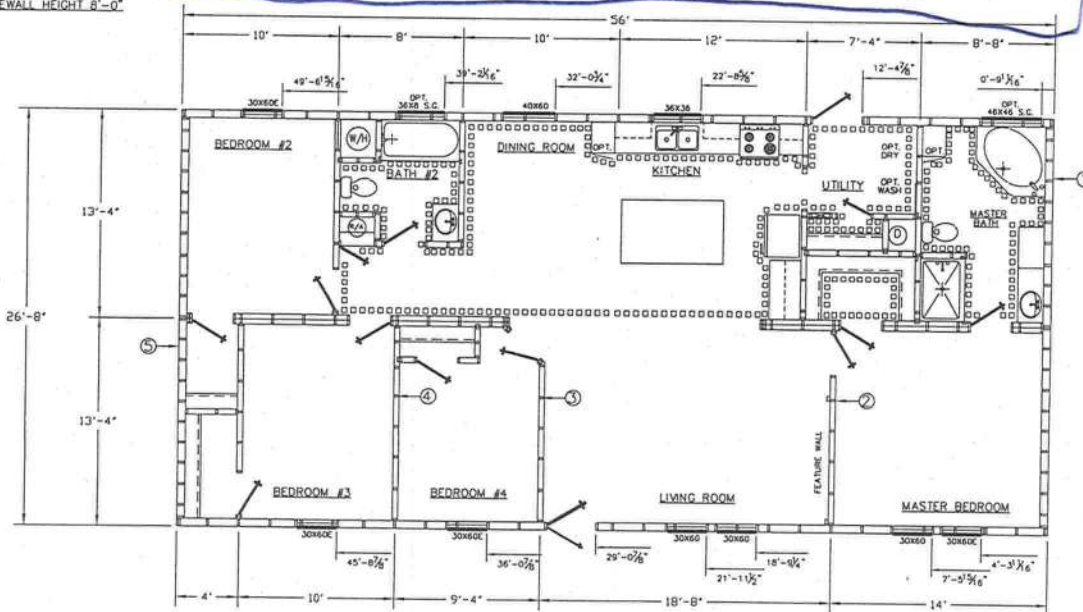 EWALL HEIGHT 8'-0"
56'
10' 8' 10' 12' 7'-4" 8'-8"
49'-6 15/16" 39'-2 1/16" 32'-0 3/4" 22'-8 5/8" 12'-4 7/8" 0'-9 11/16"
30X60E OPT. 36X8 S.C. 40X60 36X36 OPT. 46X46 S.C.
BEDROOM #2 W/H DINING ROOM OPT. KITCHEN OPT. DRY OPT.
BATH #2 UTILITY OPT. WASH
13'-4" MASTER BATH
D
26'-8"
5 4 3 2
13'-4"
FEATURE WALL
BEDROOM #3 BEDROOM #4 LIVING ROOM MASTER BEDROOM
30X60E 30X60E 30X60 30X60 30X60 30X60E
45'-8 7/8" 36'-0 7/8" 29'-0 7/8" 18'-9 1/4" 4'-3 1/16"
21'-11 1/2" 7'-5 15/16"
4' 10' 9'-4" 18'-8" 14'